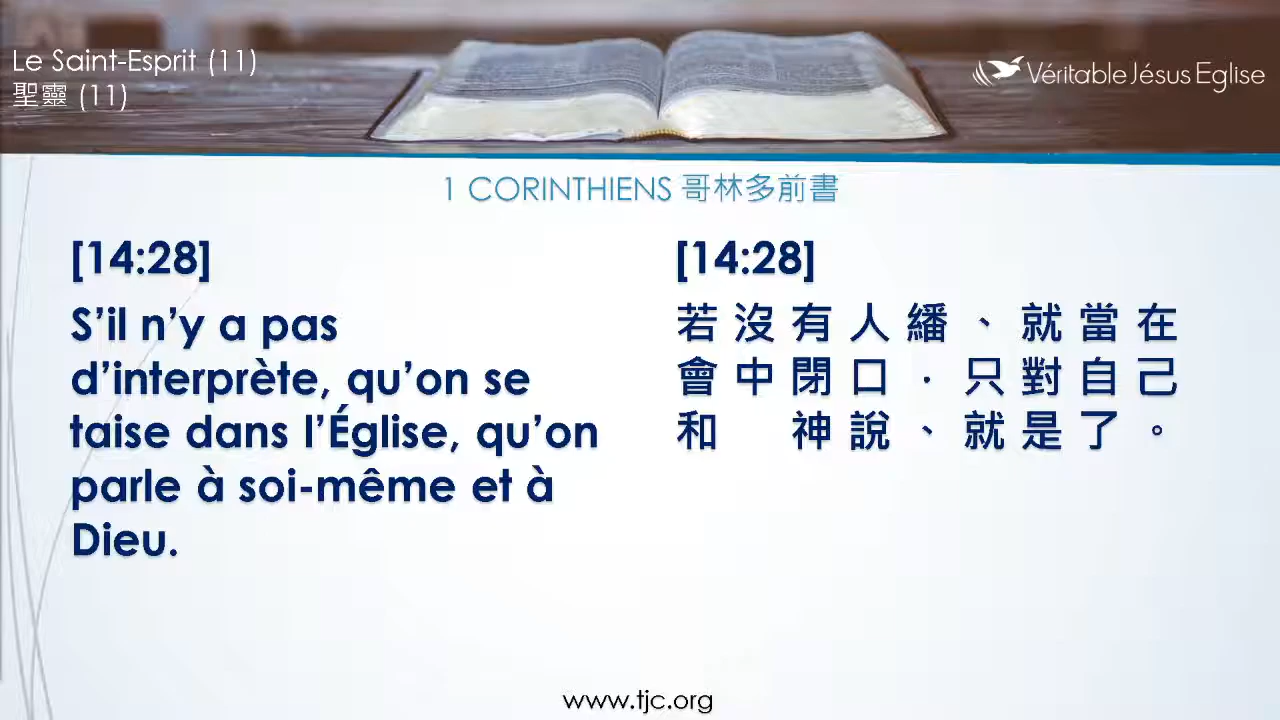 Le Saint-Esprit (11)
聖靈 (11)
Véritable Jésus Eglise
1 CORINTHIENS 哥林多前書
[14:28]
S’il n’y a pas
d’interprète, qu’on se
taise dans l’Église, qu’on
parle à soi-même et à
Dieu.
[14:28]
若沒有人繙、就當在
會中閉口．只對自己
和　神說、就是了。
www.tjc.org